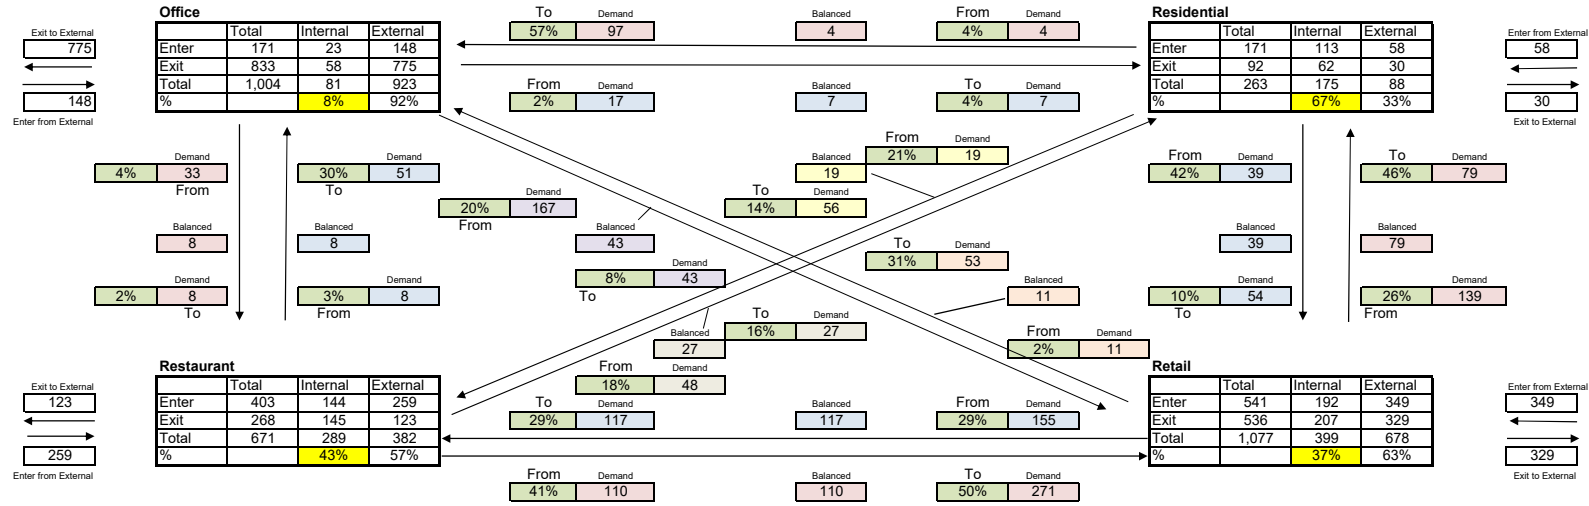 Office
To Demand Balanced From Demand
Residential
Exit to External
Total Internal External
57% 97 4 4% 4
Total Internal External
Enter from External
775
Enter 171 23 148
Enter 171 113 58
58
Exit 833 58 775
Exit 92 62 30
Total 1,004 81 923
From Demand Balanced To Demand
Total 263 175 88
148
% 8% 92%
2% 17 7 4% 7
% 67% 33%
30
Enter from External
Exit to External
From Demand
21% 19
Demand
4% 33
From
Demand
30% 51
To
Balanced
19
From Demand
42% 39
To Demand
46% 79
Demand
20% 167
From
To Demand
14% 56
Balanced
8
Balanced
8
Balanced
43
To Demand
31% 53
Balanced
39
Balanced
79
Demand
8% 43
To
Demand
2% 8
To
Demand
3% 8
From
Balanced
11
Demand
10% 54
To
Demand
26% 139
From
To Demand
16% 27
Balanced
27
From Demand
2% 11
Restaurant
From Demand
18% 48
Retail
Exit to External
Total Internal External
Total Internal External
Enter from External
123
Enter 403 144 259
To Demand Balanced From Demand
Enter 541 192 349
349
Exit 268 145 123
29% 117 117 29% 155
Exit 536 207 329
Total 671 289 382
Total 1,077 399 678
259
% 43% 57%
% 37% 63%
329
Enter from External
From Demand Balanced To Demand
Exit to External
41% 110 110 50% 271